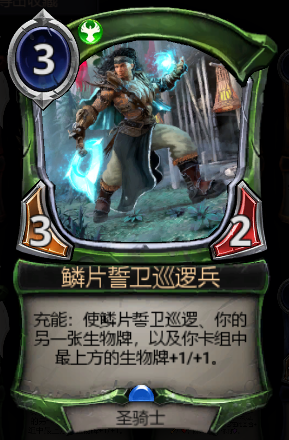 3
3
2
鳞片誓卫巡逻兵
充能：使鳞片誓卫巡逻、你的
另一张生物牌，以及你卡组中
最上方的生物牌+1/+1。
圣骑士